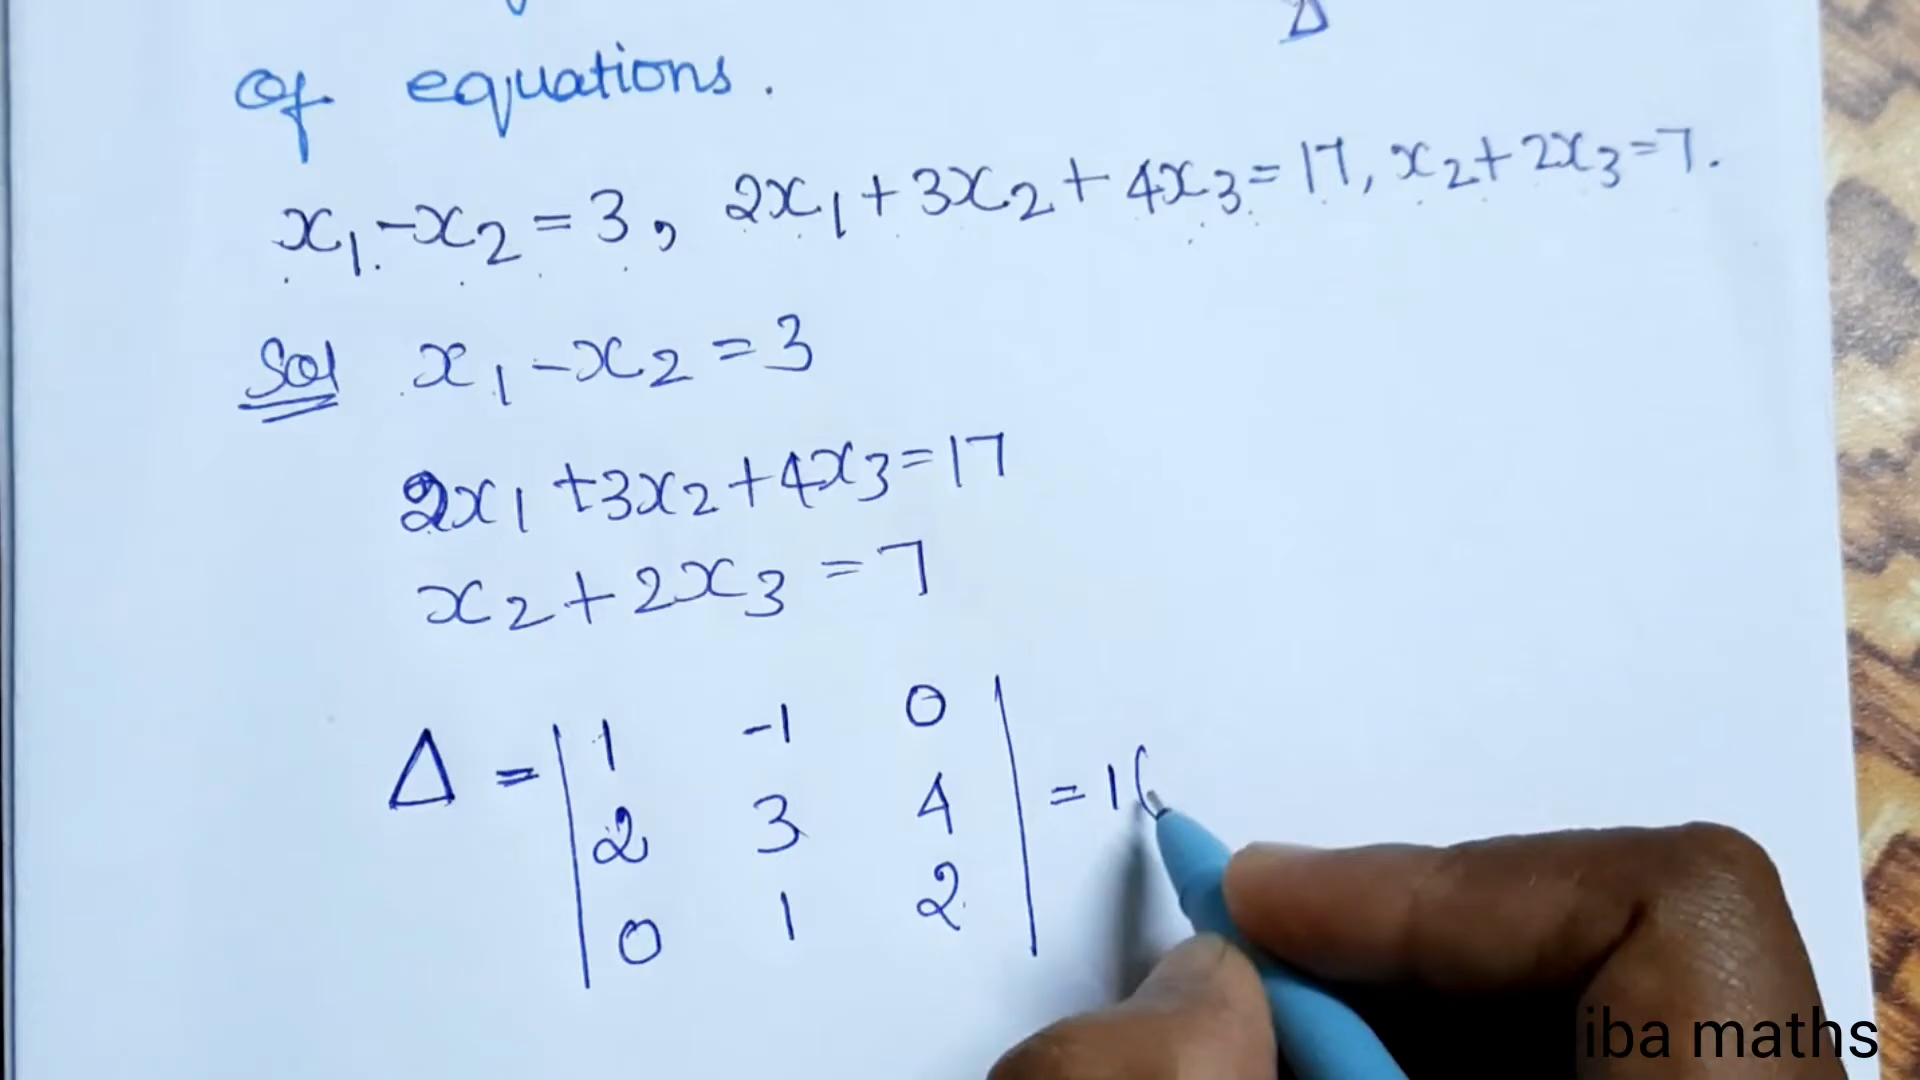 Δ
of equations.
x₁-x₂=3, 2x₁+3x₂+4x₃=17, x₂+2x₃=7.
Sol x₁-x₂=3
2x₁+3x₂+4x₃=17
x₂+2x₃=7
Δ = | 1 -1 0 | = 1(
2 3 4
0 1 2
iba maths